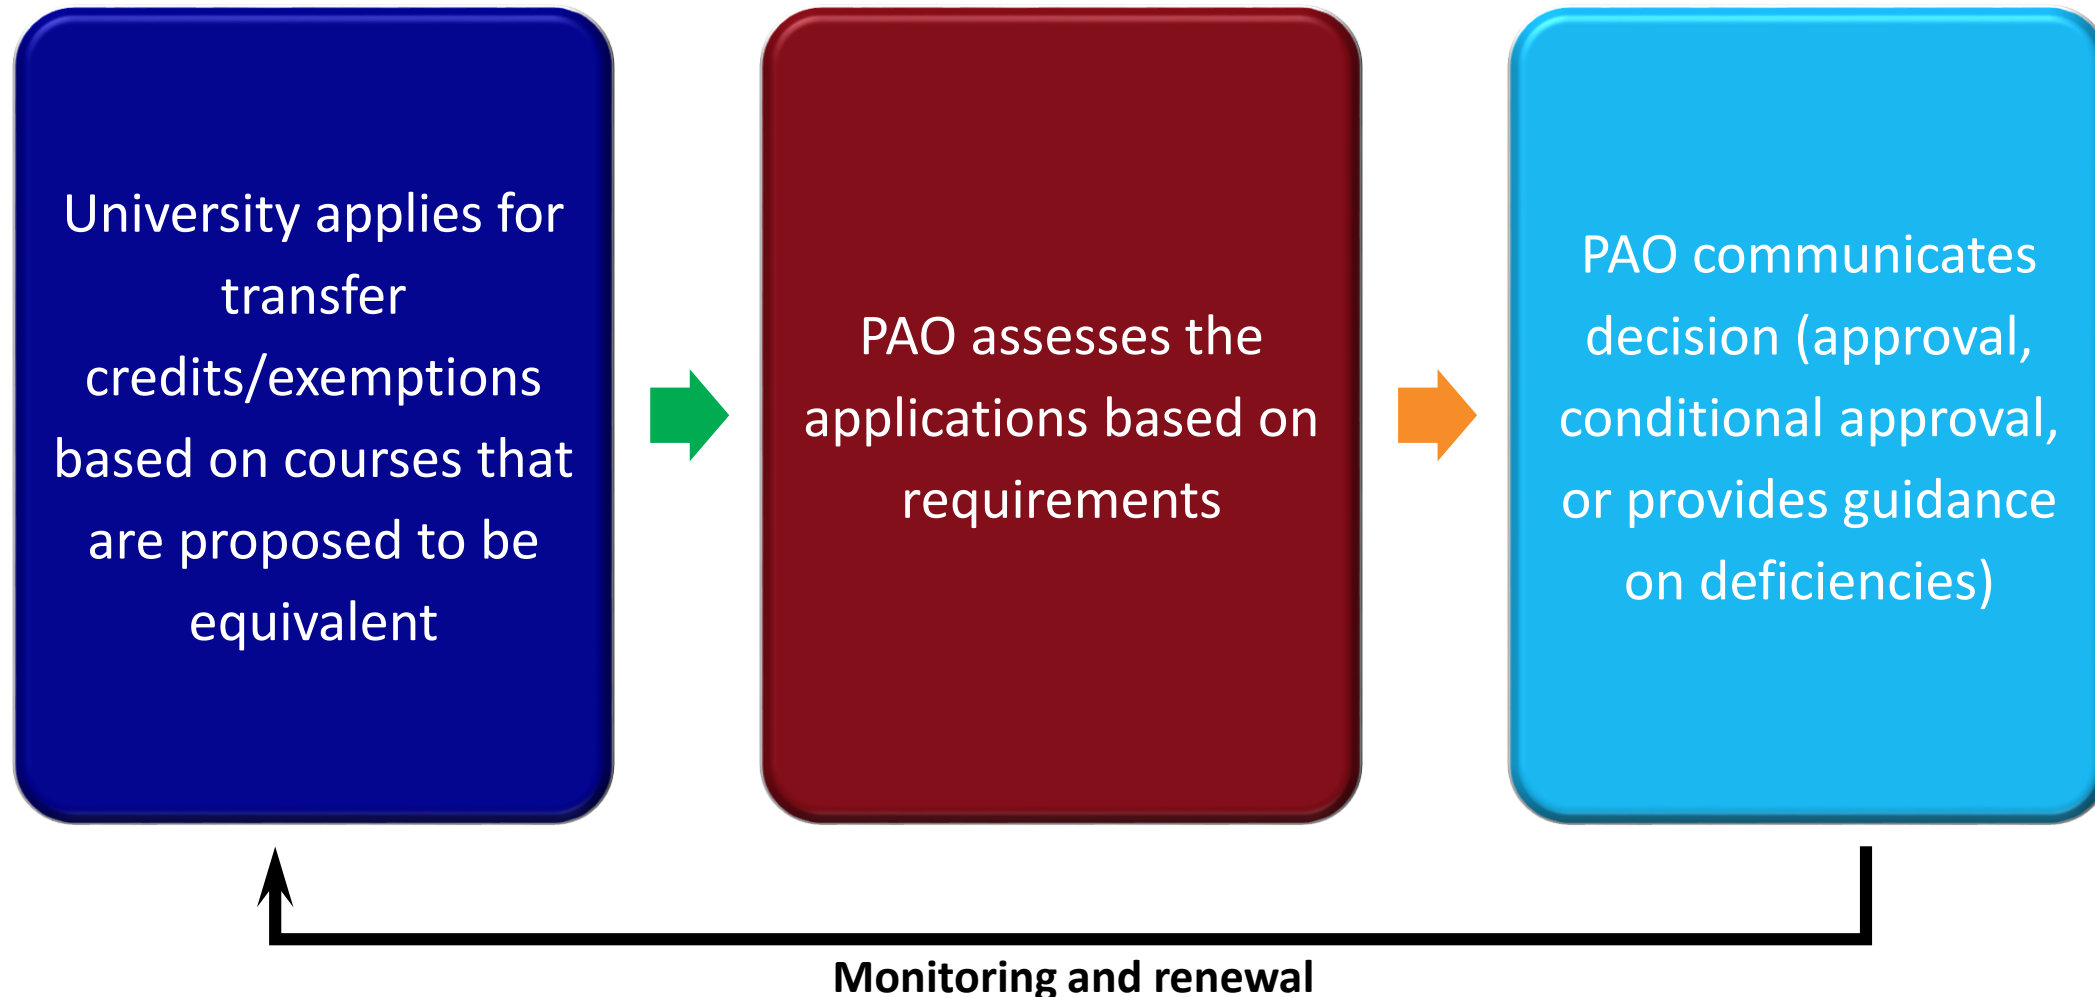 University applies for
transfer
credits/exemptions
based on courses that
are proposed to be
equivalent
PAO assesses the
applications based on
requirements
PAO communicates
decision (approval,
conditional approval,
or provides guidance
on deficiencies)
Monitoring and renewal